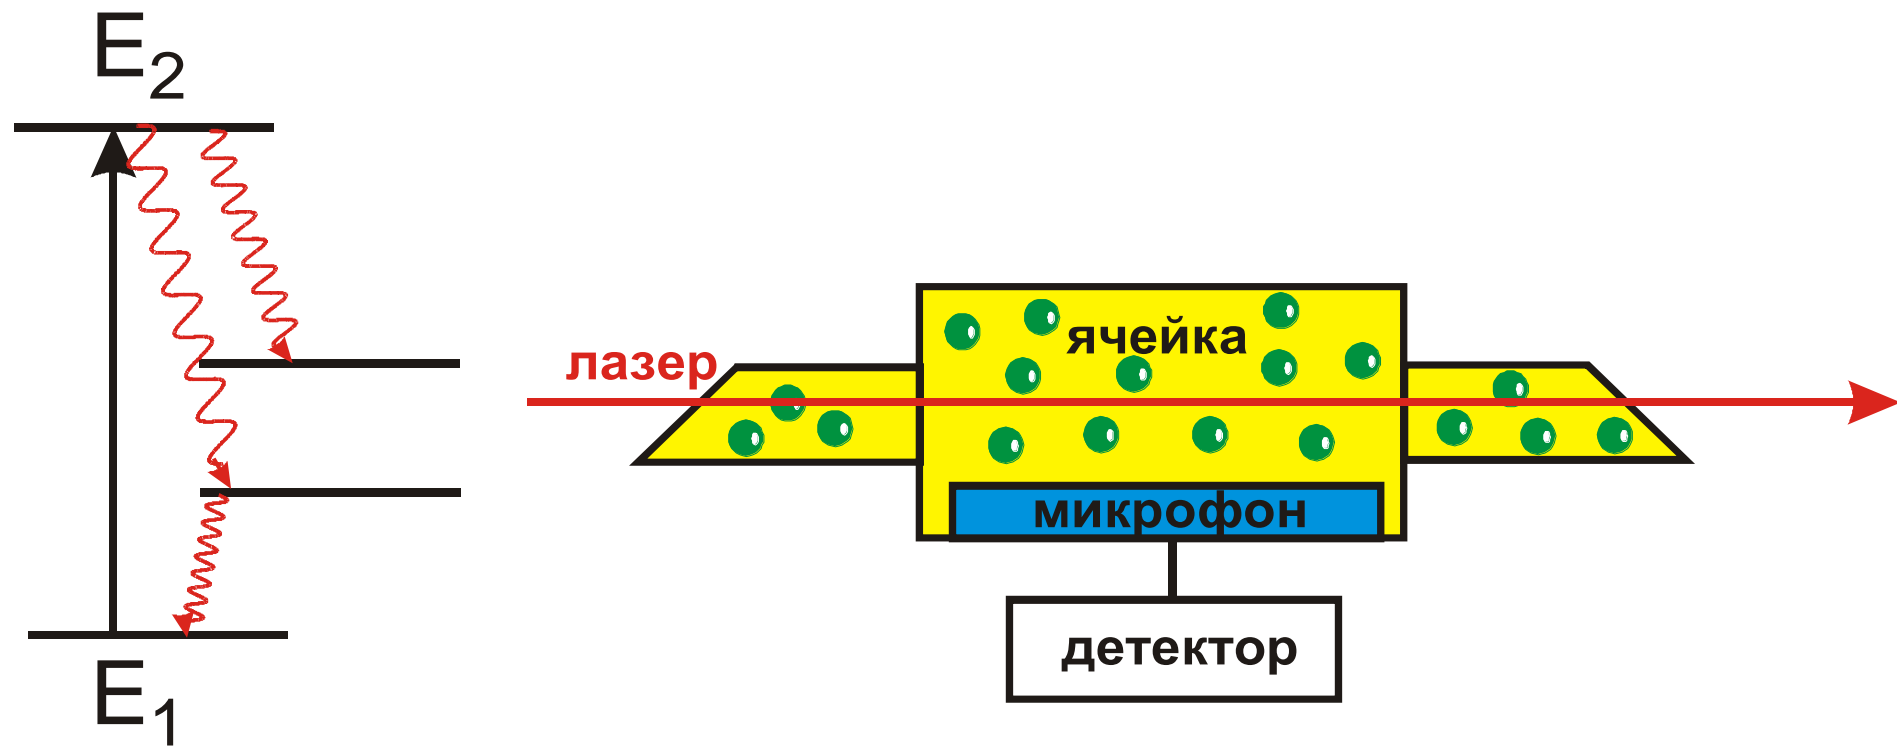 E₂
лазер
ячейка
микрофон
детектор
E₁